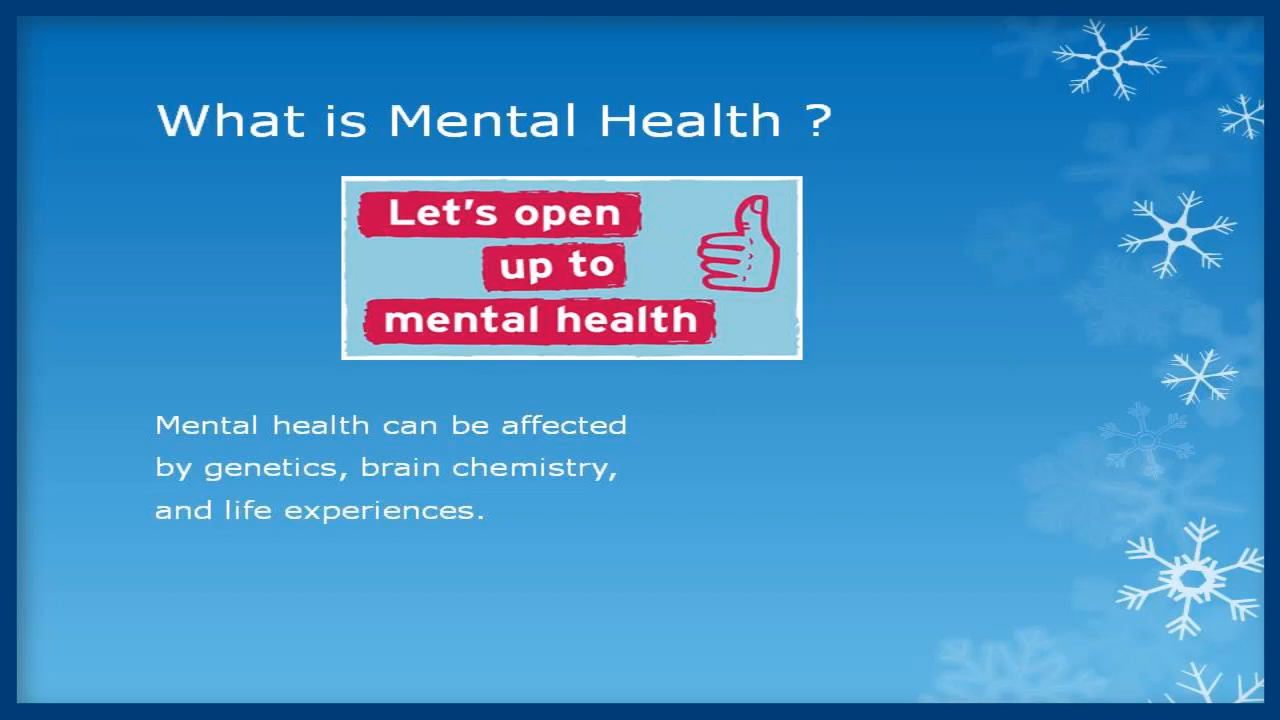 What is Mental Health ?
Let's open
up to
mental health
Mental health can be affected
by genetics, brain chemistry,
and life experiences.